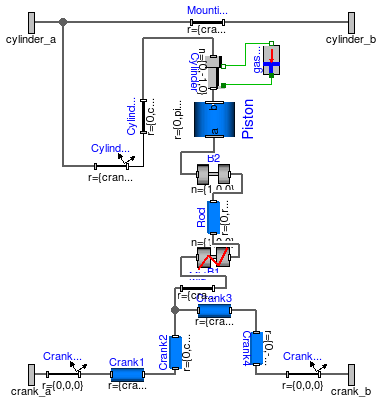 Mounti...
cylinder_a
r={cra...
cylinder_b
n={0,-1,0}
Cylinder
gas...
Cylind...
r={0,c...
r={0,pi...
b
a
Piston
Cylind...
r={cran...
B2
n={1,0,0}
Rod
r={0,r...
B1
r={cra...
Crank3
r={cra...
Crank2
r={0,c...
Crank4
r={0,-...
Crank...
r={0,0,0}
crank_a
Crank1
r={cra...
Crank...
r={0,0,0}
crank_b